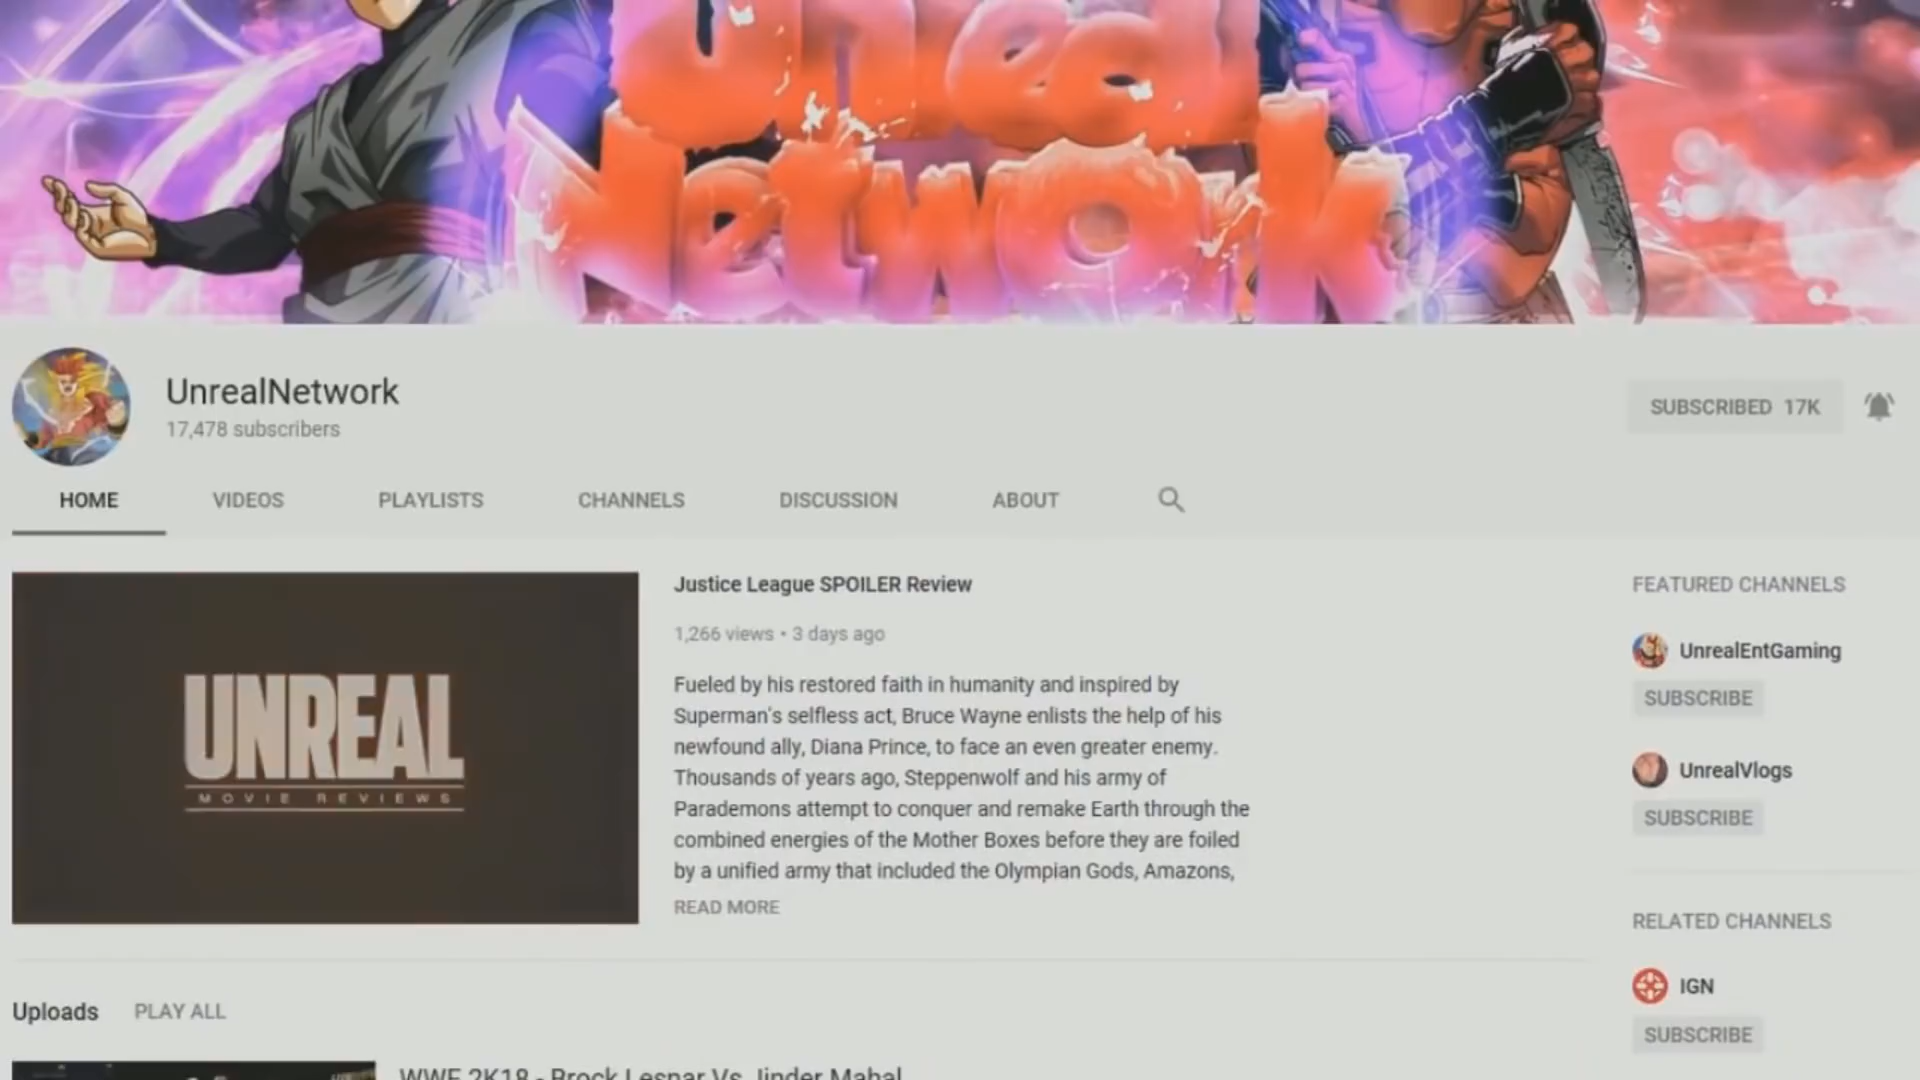 Unreal
Network
UnrealNetwork
17,478 subscribers
SUBSCRIBED 17K
HOME VIDEOS PLAYLISTS CHANNELS DISCUSSION ABOUT
UNREAL
MOVIE REVIEWS
Justice League SPOILER Review
1,266 views • 3 days ago
Fueled by his restored faith in humanity and inspired by
Superman's selfless act, Bruce Wayne enlists the help of his
newfound ally, Diana Prince, to face an even greater enemy.
Thousands of years ago, Steppenwolf and his army of
Parademons attempt to conquer and remake Earth through the
combined energies of the Mother Boxes before they are foiled
by a unified army that included the Olympian Gods, Amazons,
READ MORE
FEATURED CHANNELS
UnrealEntGaming
SUBSCRIBE
UnrealVlogs
SUBSCRIBE
RELATED CHANNELS
IGN
SUBSCRIBE
Uploads PLAY ALL
WWE 2K18 - Brock Lesnar Vs Jinder Mahal